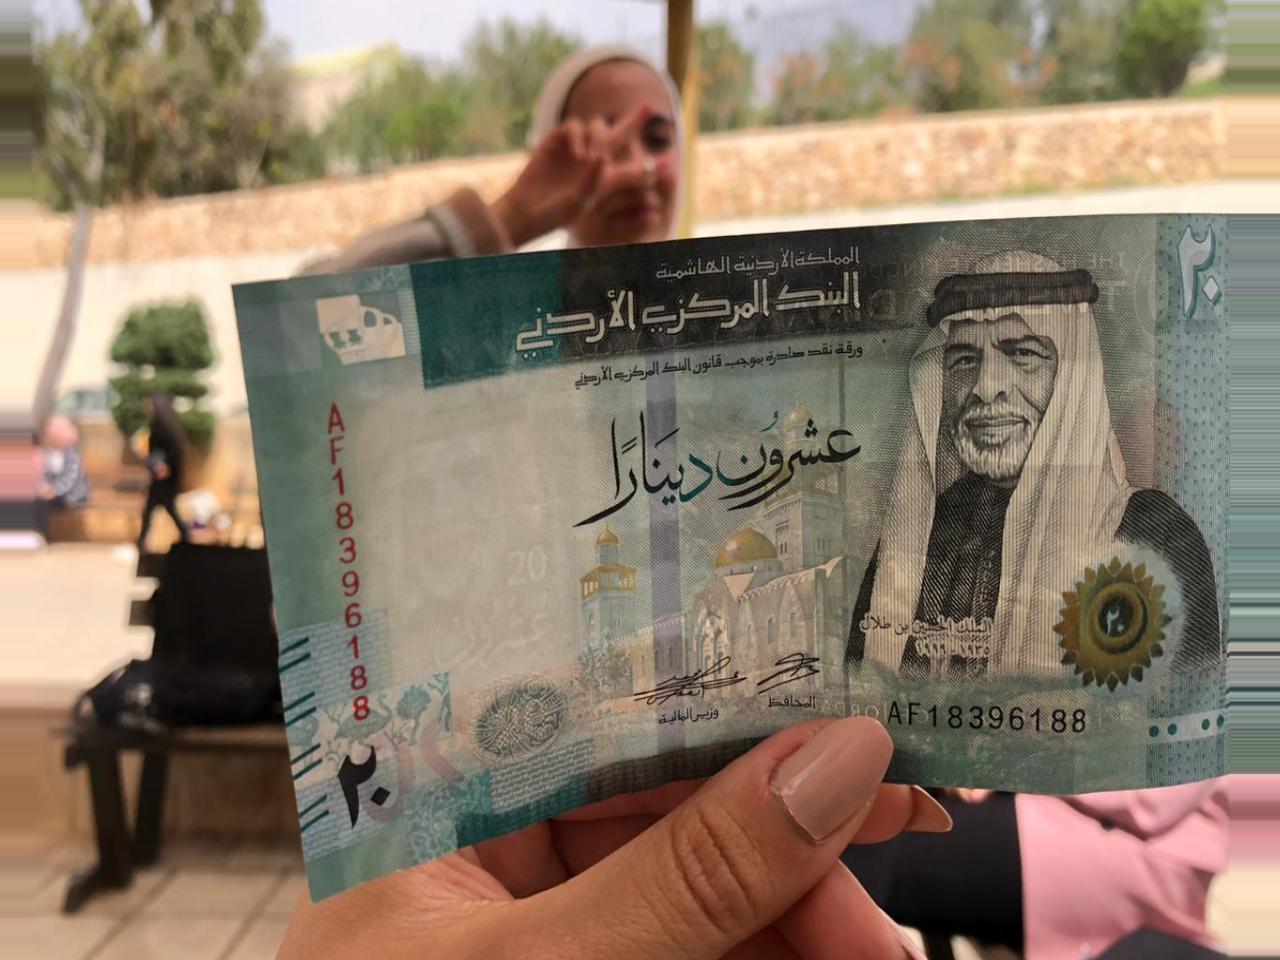 المملكة الأردنية الهاشمية
البنك المركزي الأردني
ورقة نقد صادرة بموجب قانون البنك المركزي الأردني
عشرون دينارًا
٢٠
AF18396188
20
عشرون
الملك الحسين بن طلال
١٩٣٥ - ١٩٩٩
٢٠
المحافظ
وزير المالية
AF18396188
٢٠